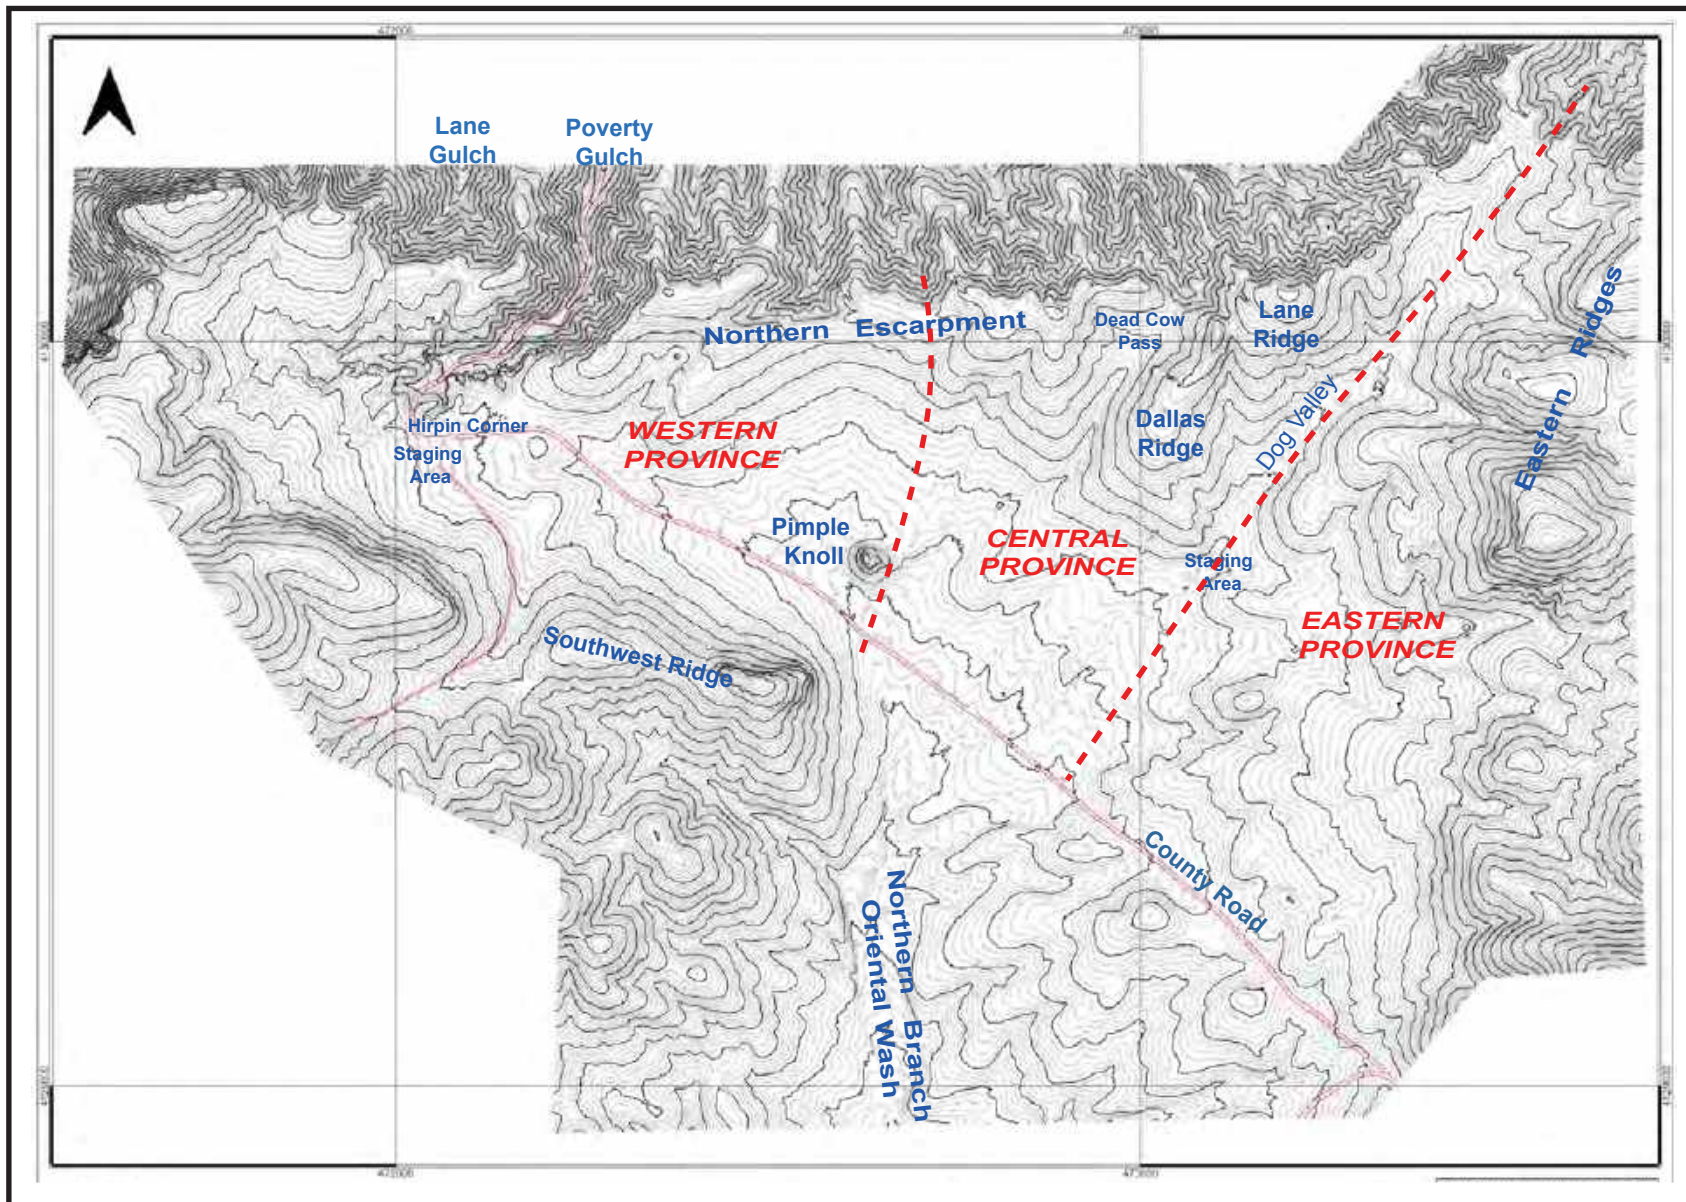 Lane
Gulch
Poverty
Gulch
Northern Escarpment
Dead Cow
Pass
Lane
Ridge
Eastern Ridges
Hirpin Corner
Staging
Area
WESTERN
PROVINCE
Dallas
Ridge
Dog Valley
Pimple
Knoll
CENTRAL
PROVINCE
Staging
Area
EASTERN
PROVINCE
Southwest Ridge
County Road
Northern Branch
Oriental Wash